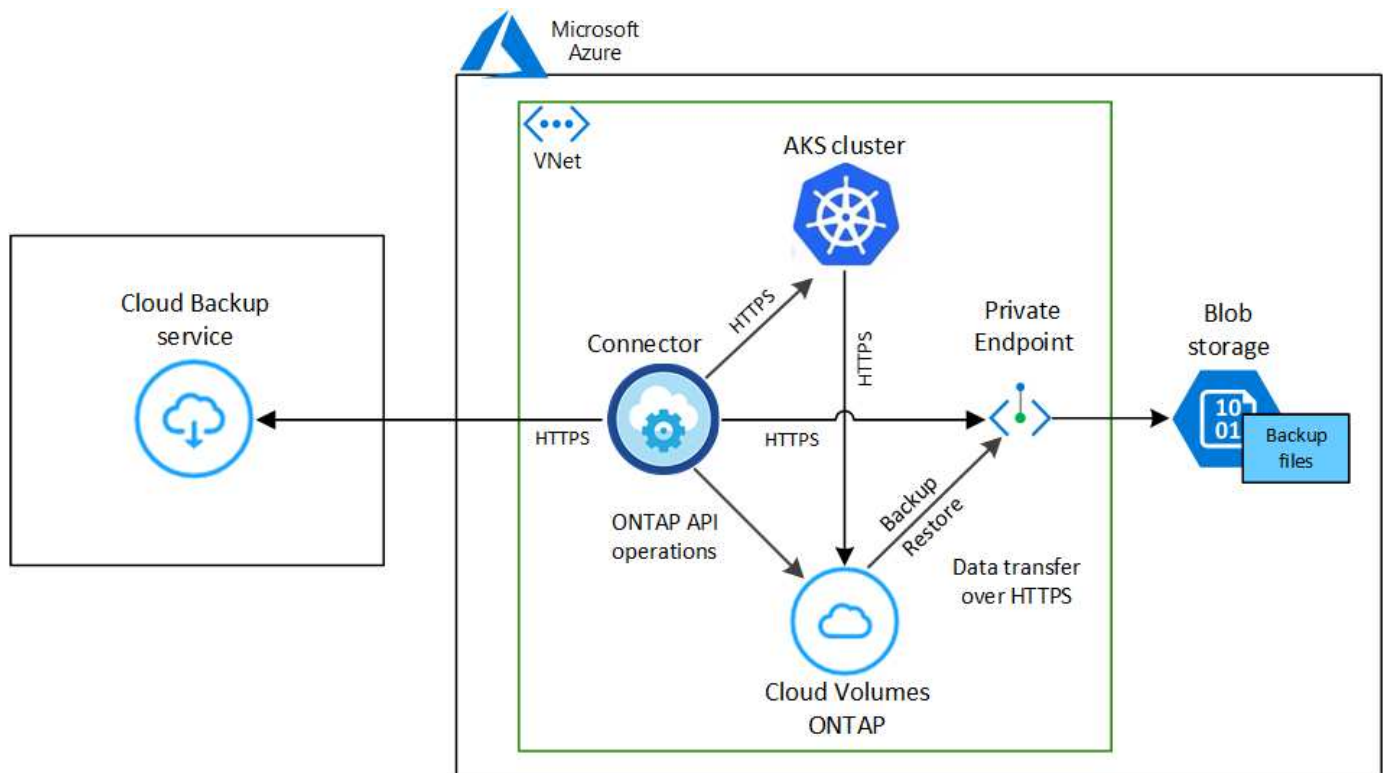 Microsoft
Azure
VNet
AKS cluster
Cloud Backup
service
Connector
HTTPS
HTTPS
Private
Endpoint
Blob
storage
10
01
Backup
files
HTTPS
HTTPS
ONTAP API
operations
Backup
Restore
Data transfer
over HTTPS
Cloud Volumes
ONTAP